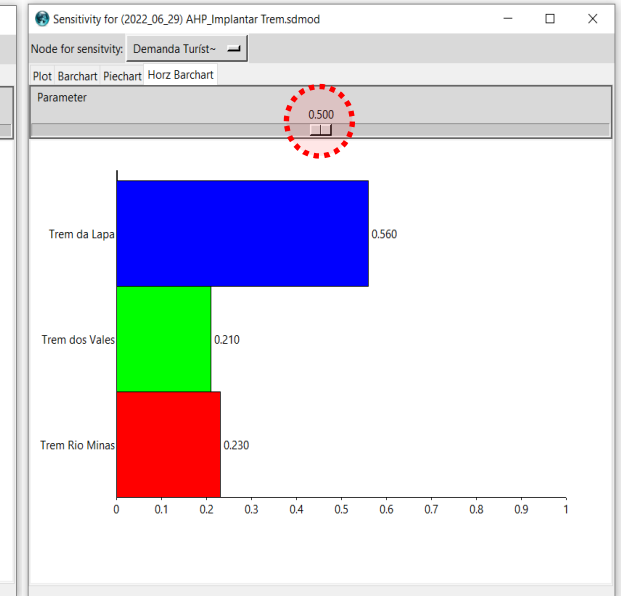 Sensitivity for (2022_06_29) AHP_Implantar Trem.sdmod
Node for sensitvity: Demanda Turíst~
Plot Barchart Piechart Horz Barchart
Parameter
0.500
Trem da Lapa 0.560
Trem dos Vales 0.210
Trem Rio Minas 0.230
0 0.1 0.2 0.3 0.4 0.5 0.6 0.7 0.8 0.9 1